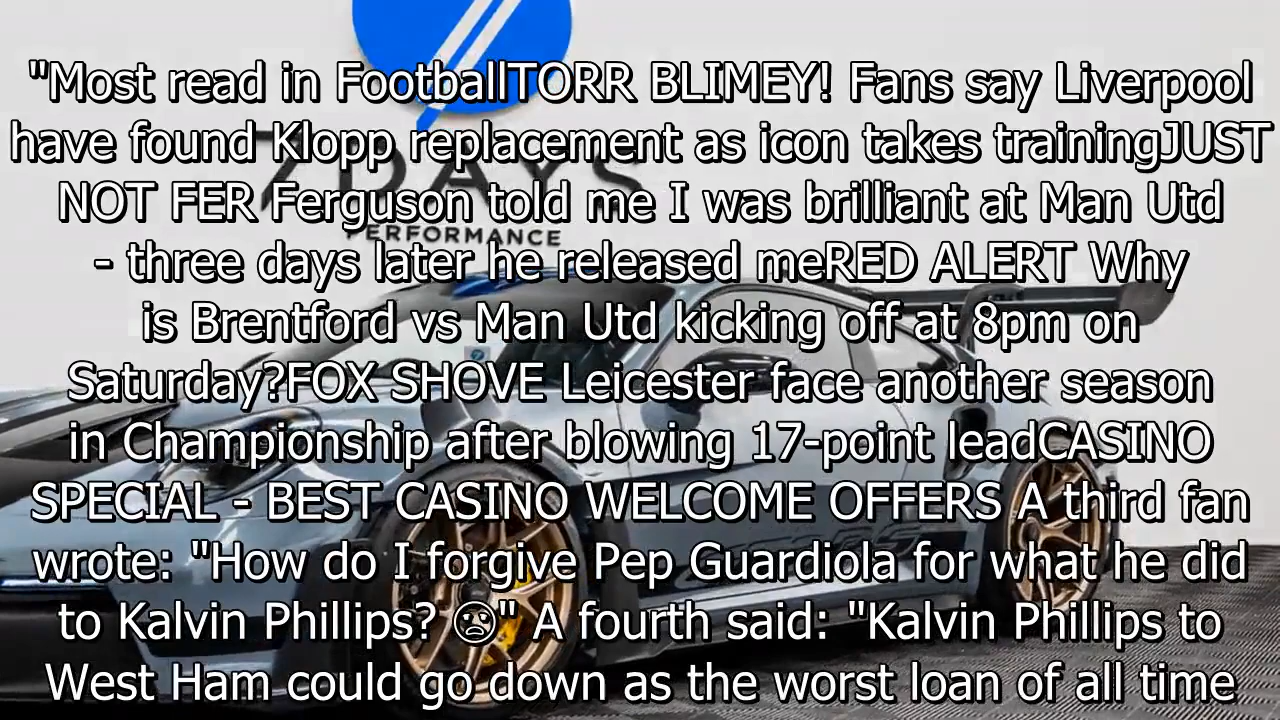 "Most read in FootballTORR BLIMEY! Fans say Liverpool
have found Klopp replacement as icon takes trainingJUST
7 DAYS
NOT FER Ferguson told me I was brilliant at Man Utd
PERFORMANCE
- three days later he released meRED ALERT Why
is Brentford vs Man Utd kicking off at 8pm on
Saturday?FOX SHOVE Leicester face another season
in Championship after blowing 17-point leadCASINO
SPECIAL - BEST CASINO WELCOME OFFERS A third fan
wrote: "How do I forgive Pep Guardiola for what he did
to Kalvin Phillips? 😢" A fourth said: "Kalvin Phillips to
West Ham could go down as the worst loan of all time